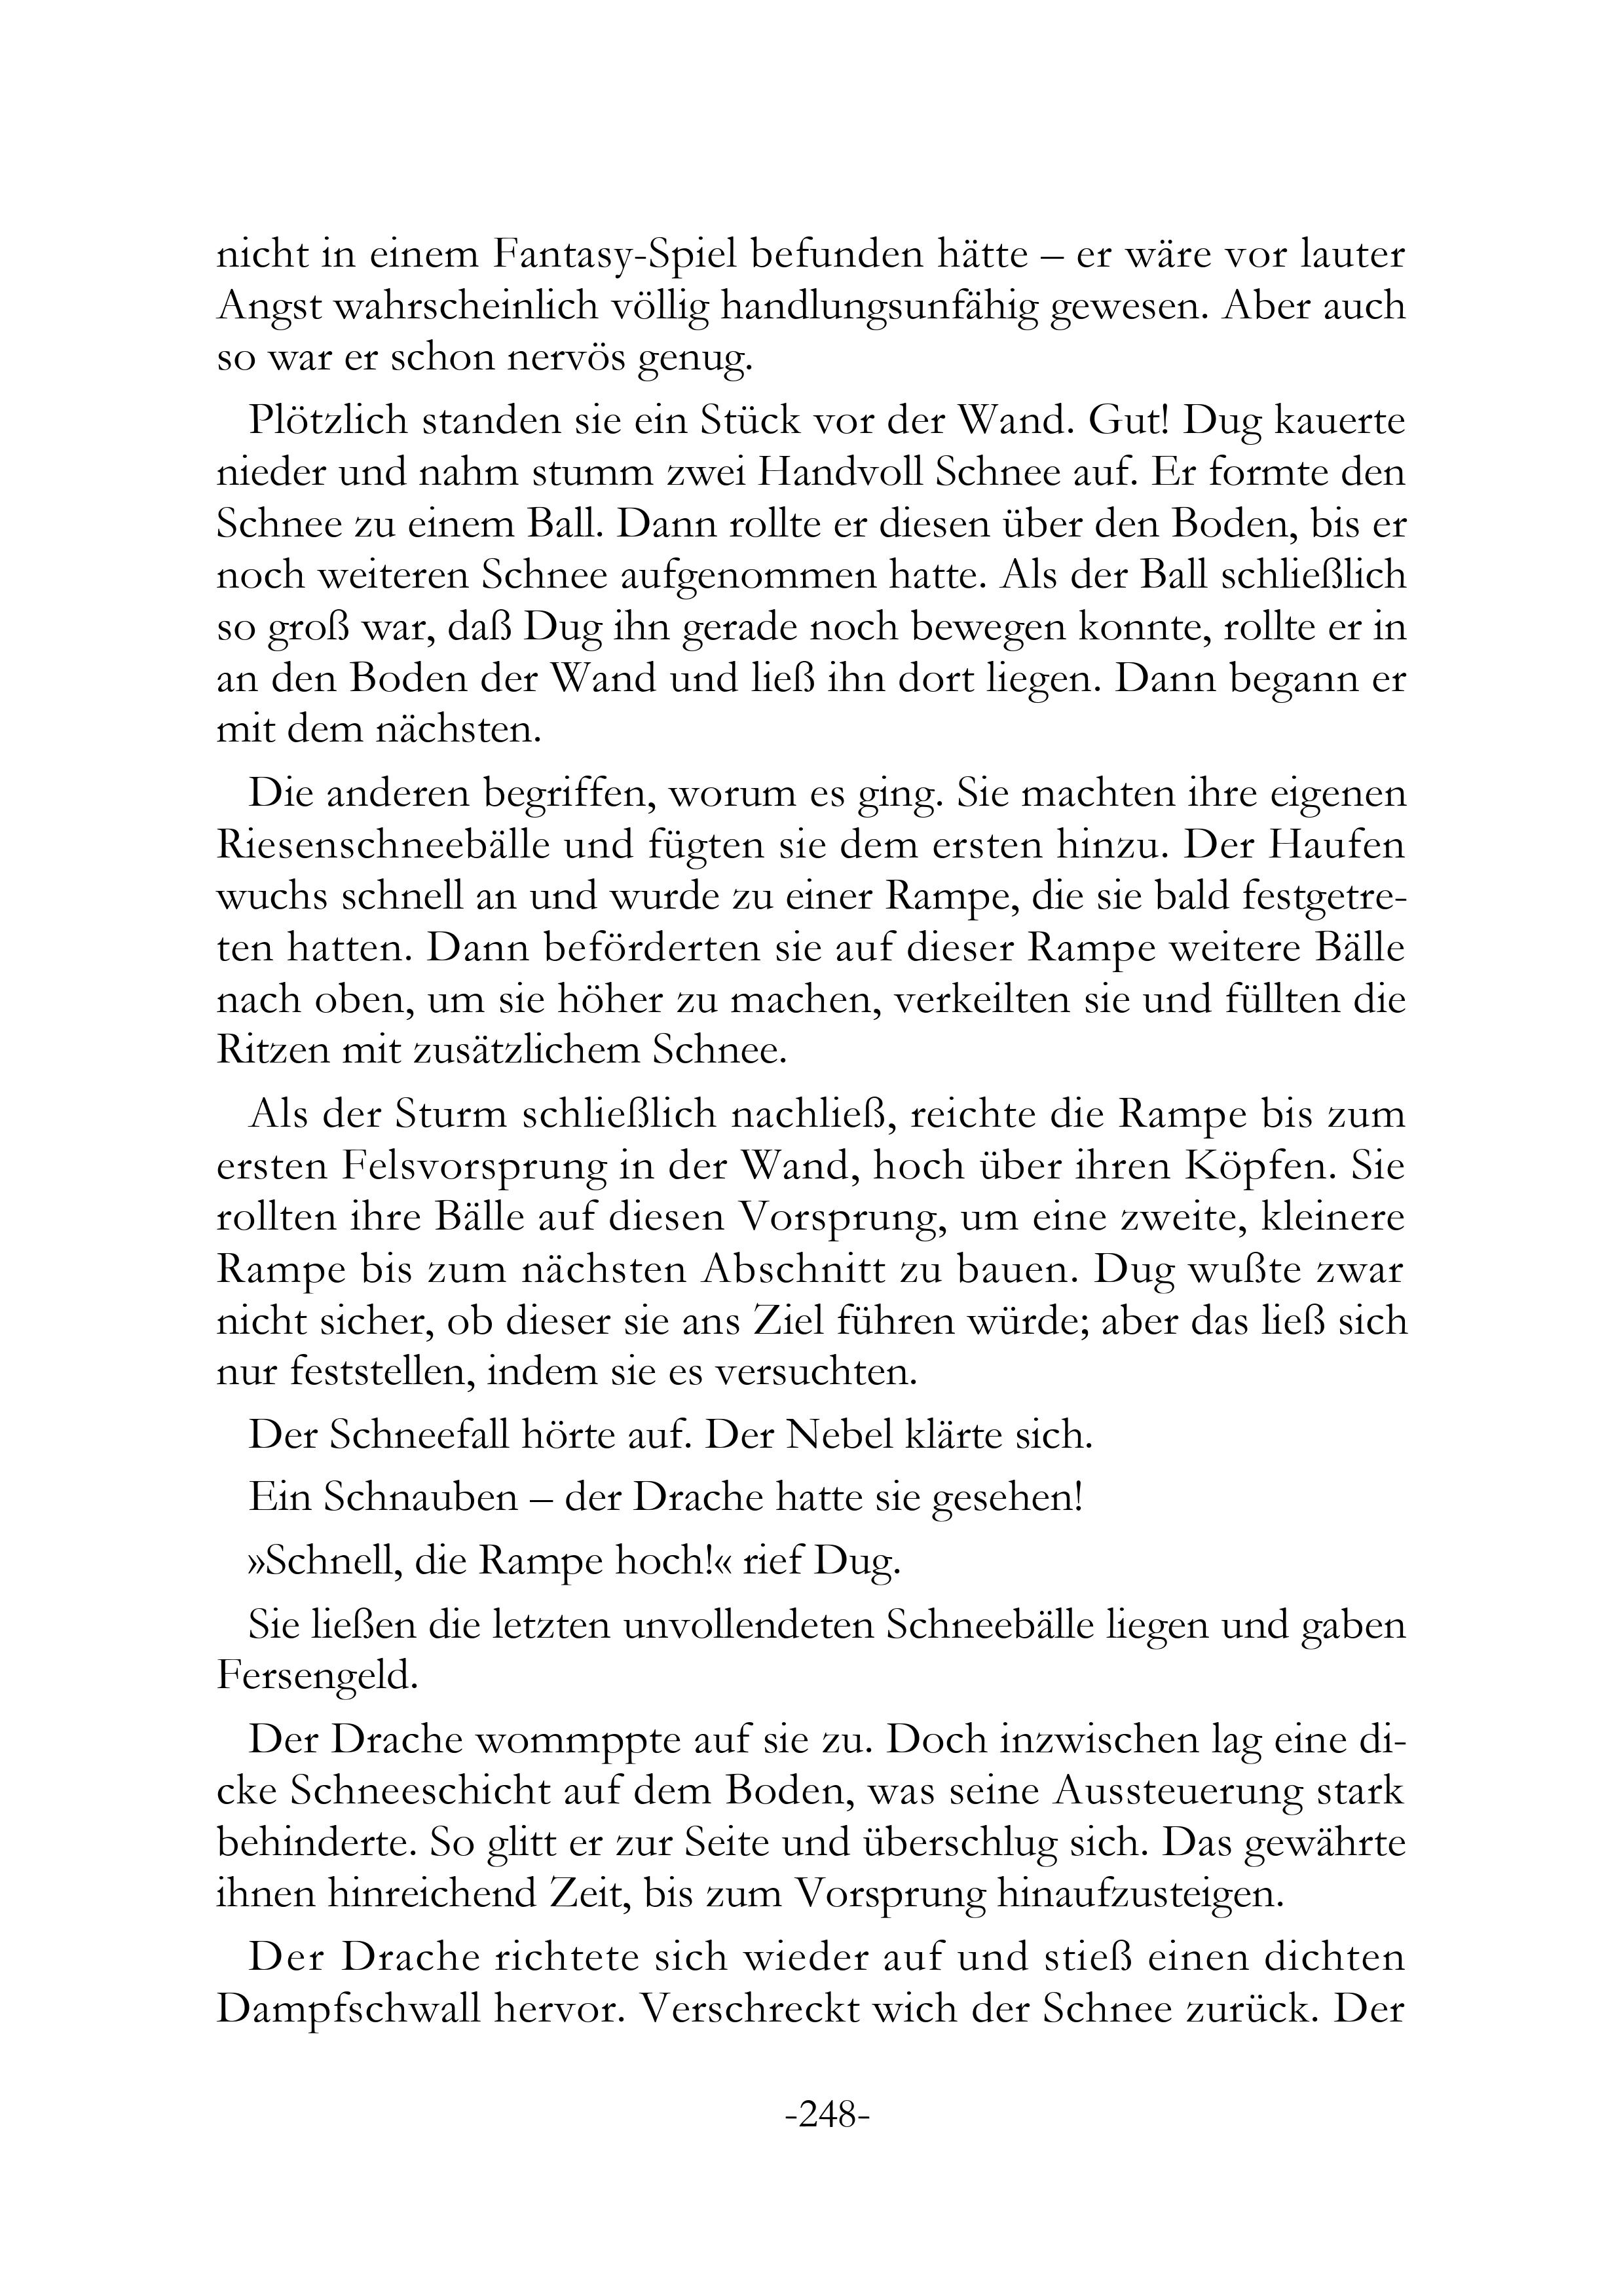 nicht in einem Fantasy-Spiel befunden hätte – er wäre vor lauter
Angst wahrscheinlich völlig handlungsunfähig gewesen. Aber auch
so war er schon nervös genug.
Plötzlich standen sie ein Stück vor der Wand. Gut! Dug kauerte
nieder und nahm stumm zwei Handvoll Schnee auf. Er formte den
Schnee zu einem Ball. Dann rollte er diesen über den Boden, bis er
noch weiteren Schnee aufgenommen hatte. Als der Ball schließlich
so groß war, daß Dug ihn gerade noch bewegen konnte, rollte er in
an den Boden der Wand und ließ ihn dort liegen. Dann begann er
mit dem nächsten.
Die anderen begriffen, worum es ging. Sie machten ihre eigenen
Riesenschneebälle und fügten sie dem ersten hinzu. Der Haufen
wuchs schnell an und wurde zu einer Rampe, die sie bald festgetre-
ten hatten. Dann beförderten sie auf dieser Rampe weitere Bälle
nach oben, um sie höher zu machen, verkeilten sie und füllten die
Ritzen mit zusätzlichem Schnee.
Als der Sturm schließlich nachließ, reichte die Rampe bis zum
ersten Felsvorsprung in der Wand, hoch über ihren Köpfen. Sie
rollten ihre Bälle auf diesen Vorsprung, um eine zweite, kleinere
Rampe bis zum nächsten Abschnitt zu bauen. Dug wußte zwar
nicht sicher, ob dieser sie ans Ziel führen würde; aber das ließ sich
nur feststellen, indem sie es versuchten.
Der Schneefall hörte auf. Der Nebel klärte sich.
Ein Schnauben – der Drache hatte sie gesehen!
»Schnell, die Rampe hoch!« rief Dug.
Sie ließen die letzten unvollendeten Schneebälle liegen und gaben
Fersengeld.
Der Drache wommppte auf sie zu. Doch inzwischen lag eine di-
cke Schneeschicht auf dem Boden, was seine Aussteuerung stark
behinderte. So glitt er zur Seite und überschlug sich. Das gewährte
ihnen hinreichend Zeit, bis zum Vorsprung hinaufzusteigen.
Der Drache richtete sich wieder auf und stieß einen dichten
Dampfschwall hervor. Verschreckt wich der Schnee zurück. Der
-248-